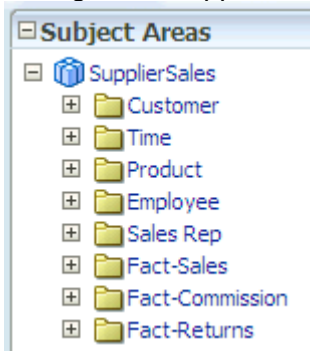 Subject Areas
SupplierSales
Customer
Time
Product
Employee
Sales Rep
Fact-Sales
Fact-Commission
Fact-Returns